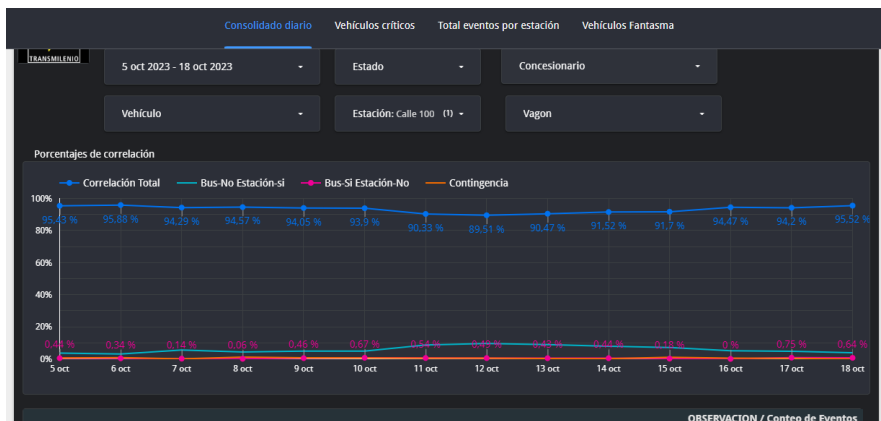 Consolidado diario Vehículos críticos Total eventos por estación Vehículos Fantasma
TRANSMILENIO
5 oct 2023 - 18 oct 2023 Estado Concesionario
Vehículo Estación: Calle 100 (1) Vagon
Porcentajes de correlación
Correlación Total Bus-No Estación-si Bus-Si Estación-No Contingencia
100%
95,43 % 95,88 % 94,29 % 94,57 % 94,05 % 93,9 % 90,33 % 89,51 % 90,47 % 91,52 % 91,7 % 94,47 % 94,2 % 95,52 %
80%
60%
40%
20%
0,34 % 0,14 % 0,06 % 0,46 % 0,67 % 0,44 % 0,18 % 0 % 0,75 % 0,64 %
0%
5 oct 6 oct 7 oct 8 oct 9 oct 10 oct 11 oct 12 oct 13 oct 14 oct 15 oct 16 oct 17 oct 18 oct
OBSERVACION / Conteo de Eventos